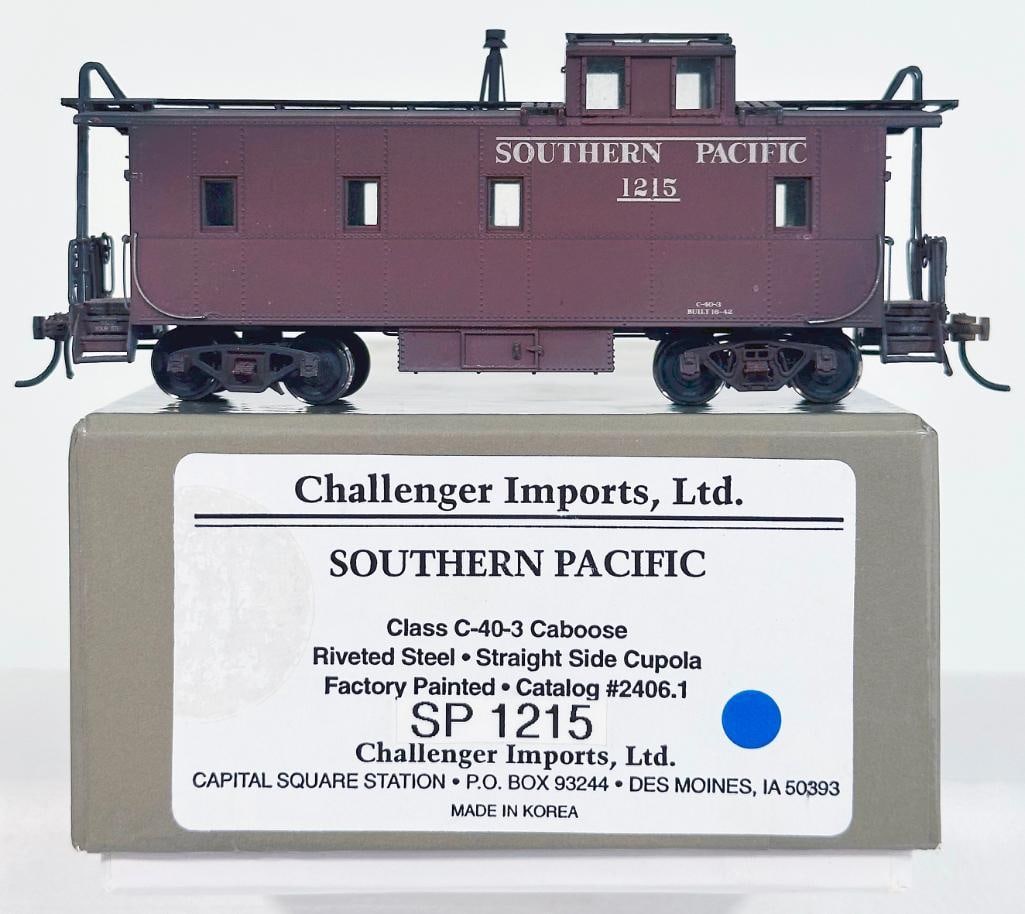 SOUTHERN PACIFIC
1215
C-40-3
BUILT 16-42
Challenger Imports, Ltd.
SOUTHERN PACIFIC
Class C-40-3 Caboose
Riveted Steel • Straight Side Cupola
Factory Painted • Catalog #2406.1
SP 1215
Challenger Imports, Ltd.
CAPITAL SQUARE STATION • P.O. BOX 93244 • DES MOINES, IA 50393
MADE IN KOREA